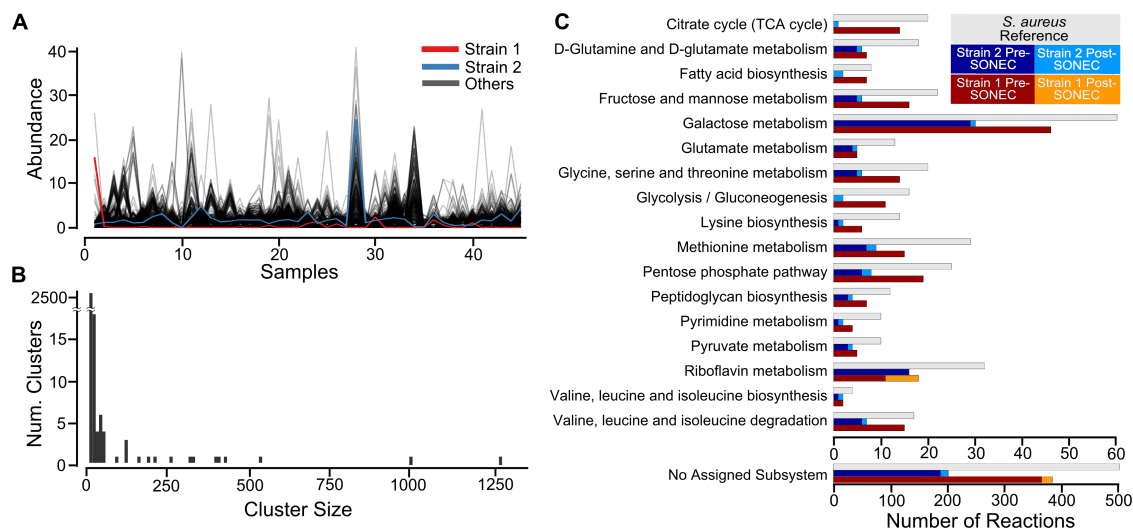 A
Abundance
40
30
20
10
0
Strain 1
Strain 2
Others
0
10
20
30
40
Samples
B
Num. Clusters
2500
15
10
5
0
0
250
500
750
1000
1250
Cluster Size
C
S. aureus
Reference
Strain 2 Pre-
SONEC
Strain 2 Post-
SONEC
Strain 1 Pre-
SONEC
Strain 1 Post-
SONEC
Citrate cycle (TCA cycle)
D-Glutamine and D-glutamate metabolism
Fatty acid biosynthesis
Fructose and mannose metabolism
Galactose metabolism
Glutamate metabolism
Glycine, serine and threonine metabolism
Glycolysis / Gluconeogenesis
Lysine biosynthesis
Methionine metabolism
Pentose phosphate pathway
Peptidoglycan biosynthesis
Pyrimidine metabolism
Pyruvate metabolism
Riboflavin metabolism
Valine, leucine and isoleucine biosynthesis
Valine, leucine and isoleucine degradation
0
10
20
30
40
50
60
No Assigned Subsystem
0
100
200
300
400
500
Number of Reactions